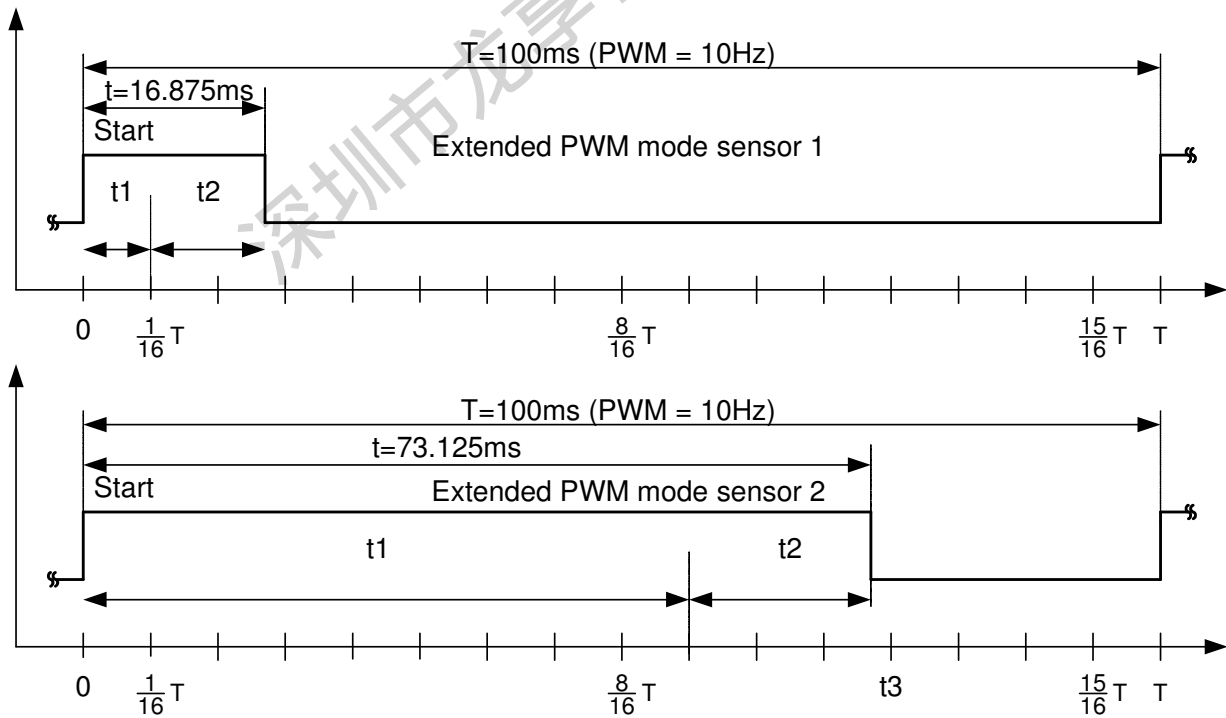 T=100ms (PWM = 10Hz)
t=16.875ms
Start
Extended PWM mode sensor 1
t1
t2
0
1/16 T
8/16 T
15/16 T
T
T=100ms (PWM = 10Hz)
t=73.125ms
Start
Extended PWM mode sensor 2
t1
t2
0
1/16 T
8/16 T
t3
15/16 T
T
深圳市龙享